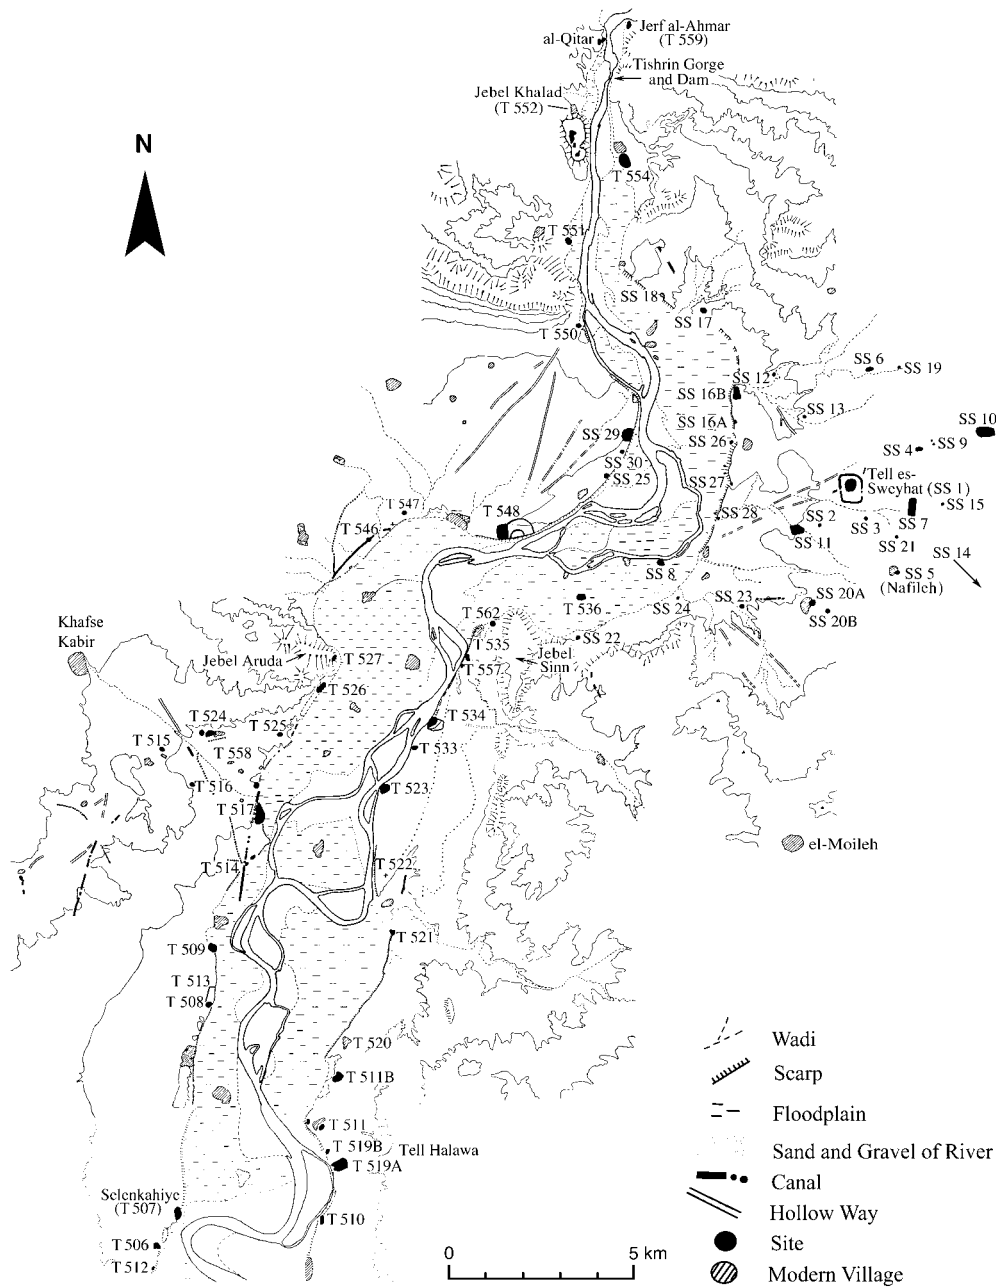 Jerf al-Ahmar
(T 559)
al-Qitar
Tishrin Gorge
and Dam
Jebel Khalad
(T 552)
N
T 554
T 551
SS 18
SS 17
T 550
SS 6
SS 19
SS 12
SS 16B
SS 13
SS 16A
SS 10
SS 29
SS 26
SS 9
SS 4
SS 30
SS 25
SS 27
Tell es-
Sweyhat (SS 1)
T 547
T 548
SS 28
SS 2
SS 15
T 546
SS 3
SS 7
SS 11
SS 21
SS 14
SS 8
SS 5
(Nafileh)
T 536
SS 24
SS 23
SS 20A
SS 20B
T 562
Khafse
Kabir
T 535
SS 22
Jebel Aruda
T 527
Jebel
Sinn
T 557
T 526
T 524
T 525
T 534
T 515
T 533
T 558
T 516
T 523
T 517
el-Moileh
T 514
T 522
T 521
T 509
T 513
T 508
T 520
T 511B
T 511
T 519B
Tell Halawa
T 519A
Selenkahiye
(T 507)
T 510
T 506
T 512
Wadi
Scarp
Floodplain
Sand and Gravel of River
Canal
Hollow Way
Site
Modern Village
0
5 km